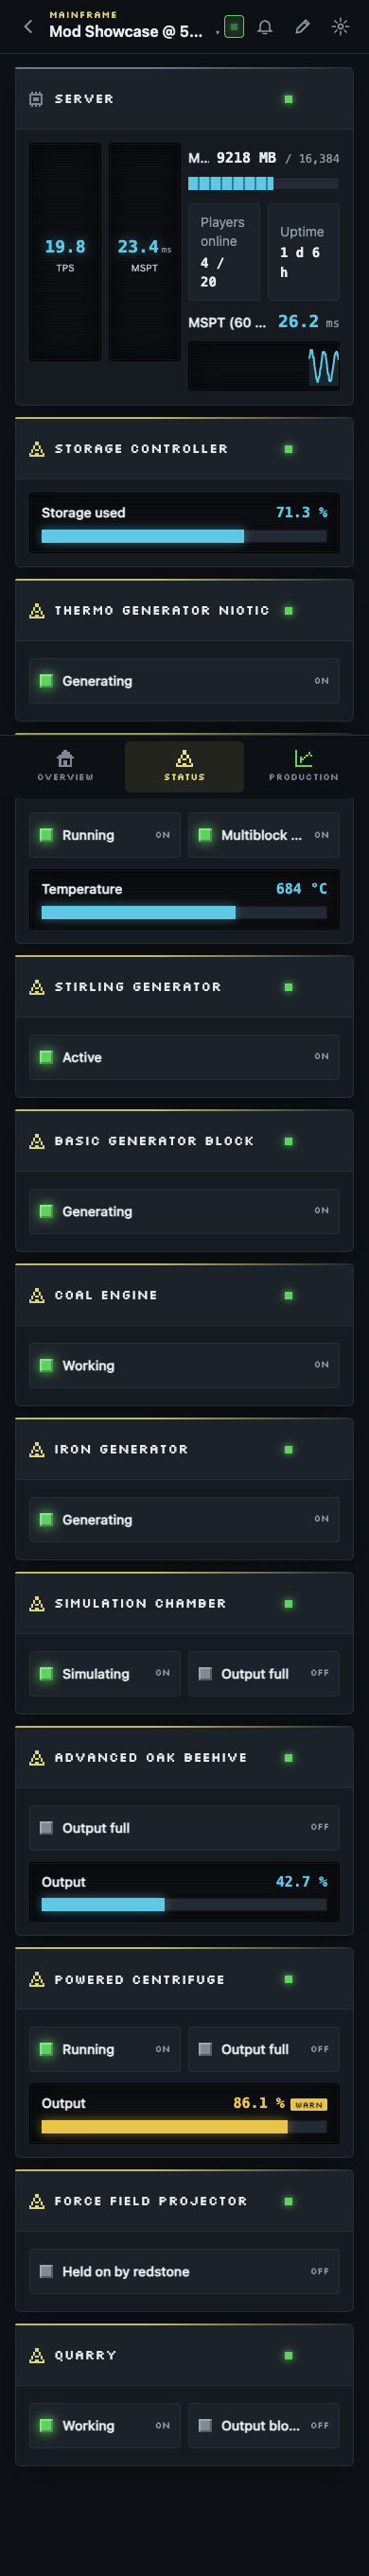 MAINFRAME
Mod Showcase @ 5...
SERVER
19.8
TPS
23.4 ms
MSPT
M... 9218 MB / 16,384
Players online
4 / 20
Uptime
1 d 6 h
MSPT (60 ... 26.2 ms
STORAGE CONTROLLER
Storage used 71.3 %
THERMO GENERATOR NIOTIC
Generating ON
OVERVIEW
STATUS
PRODUCTION
Running ON
Multiblock ... ON
Temperature 684 °C
STIRLING GENERATOR
Active ON
BASIC GENERATOR BLOCK
Generating ON
COAL ENGINE
Working ON
IRON GENERATOR
Generating ON
SIMULATION CHAMBER
Simulating ON
Output full OFF
ADVANCED OAK BEEHIVE
Output full OFF
Output 42.7 %
POWERED CENTRIFUGE
Running ON
Output full OFF
Output 86.1 % WARN
FORCE FIELD PROJECTOR
Held on by redstone OFF
QUARRY
Working ON
Output blo... OFF